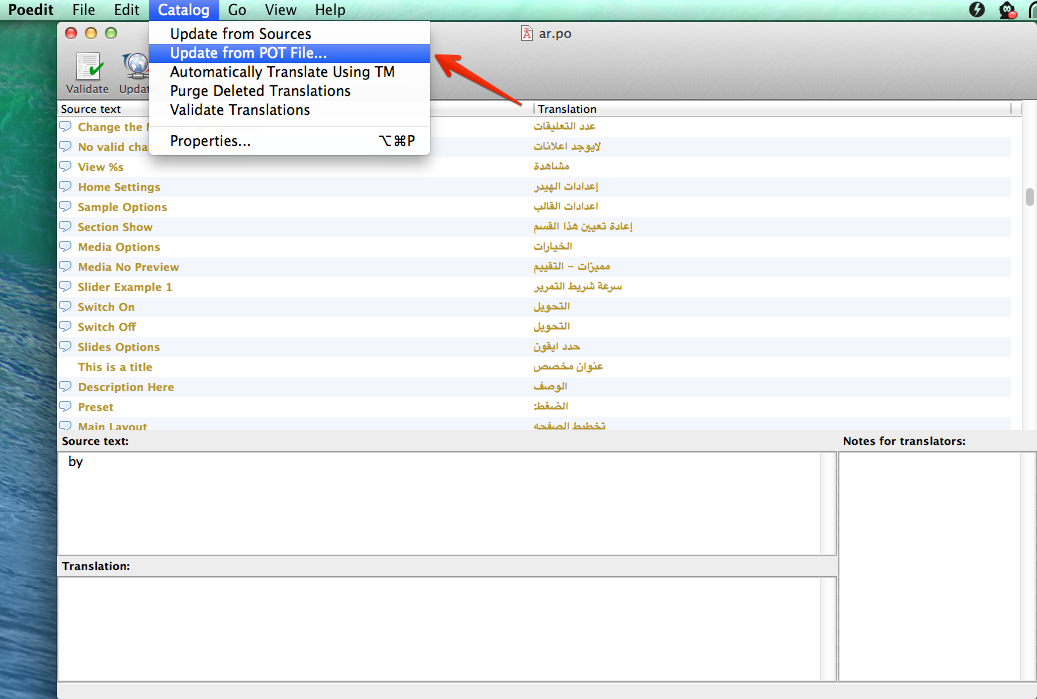 Poedit File Edit Catalog Go View Help
ar.po
Update from Sources
Update from POT File...
Automatically Translate Using TM
Purge Deleted Translations
Validate Translations
Properties... ⌥⌘P
Validate
Source text Translation
Change the عدد التعليقات
No valid لايوجد اعلانات
View %s مشاهدة
Home Settings إعدادات الهيدر
Sample Options اعدادات القالب
Section Show إعادة تعيين هذا القسم
Media Options الخيارات
Media No Preview مميزات - التقييم
Slider Example 1 سرعة شريط التمرير
Switch On التحويل
Switch Off التحويل
Slides Options حدد ايقون
This is a title عنوان مخصص
Description Here الوصف
Preset الضغط:
Main Layout تخطيط الصفحه
Source text: Notes for translators:
by
Translation: